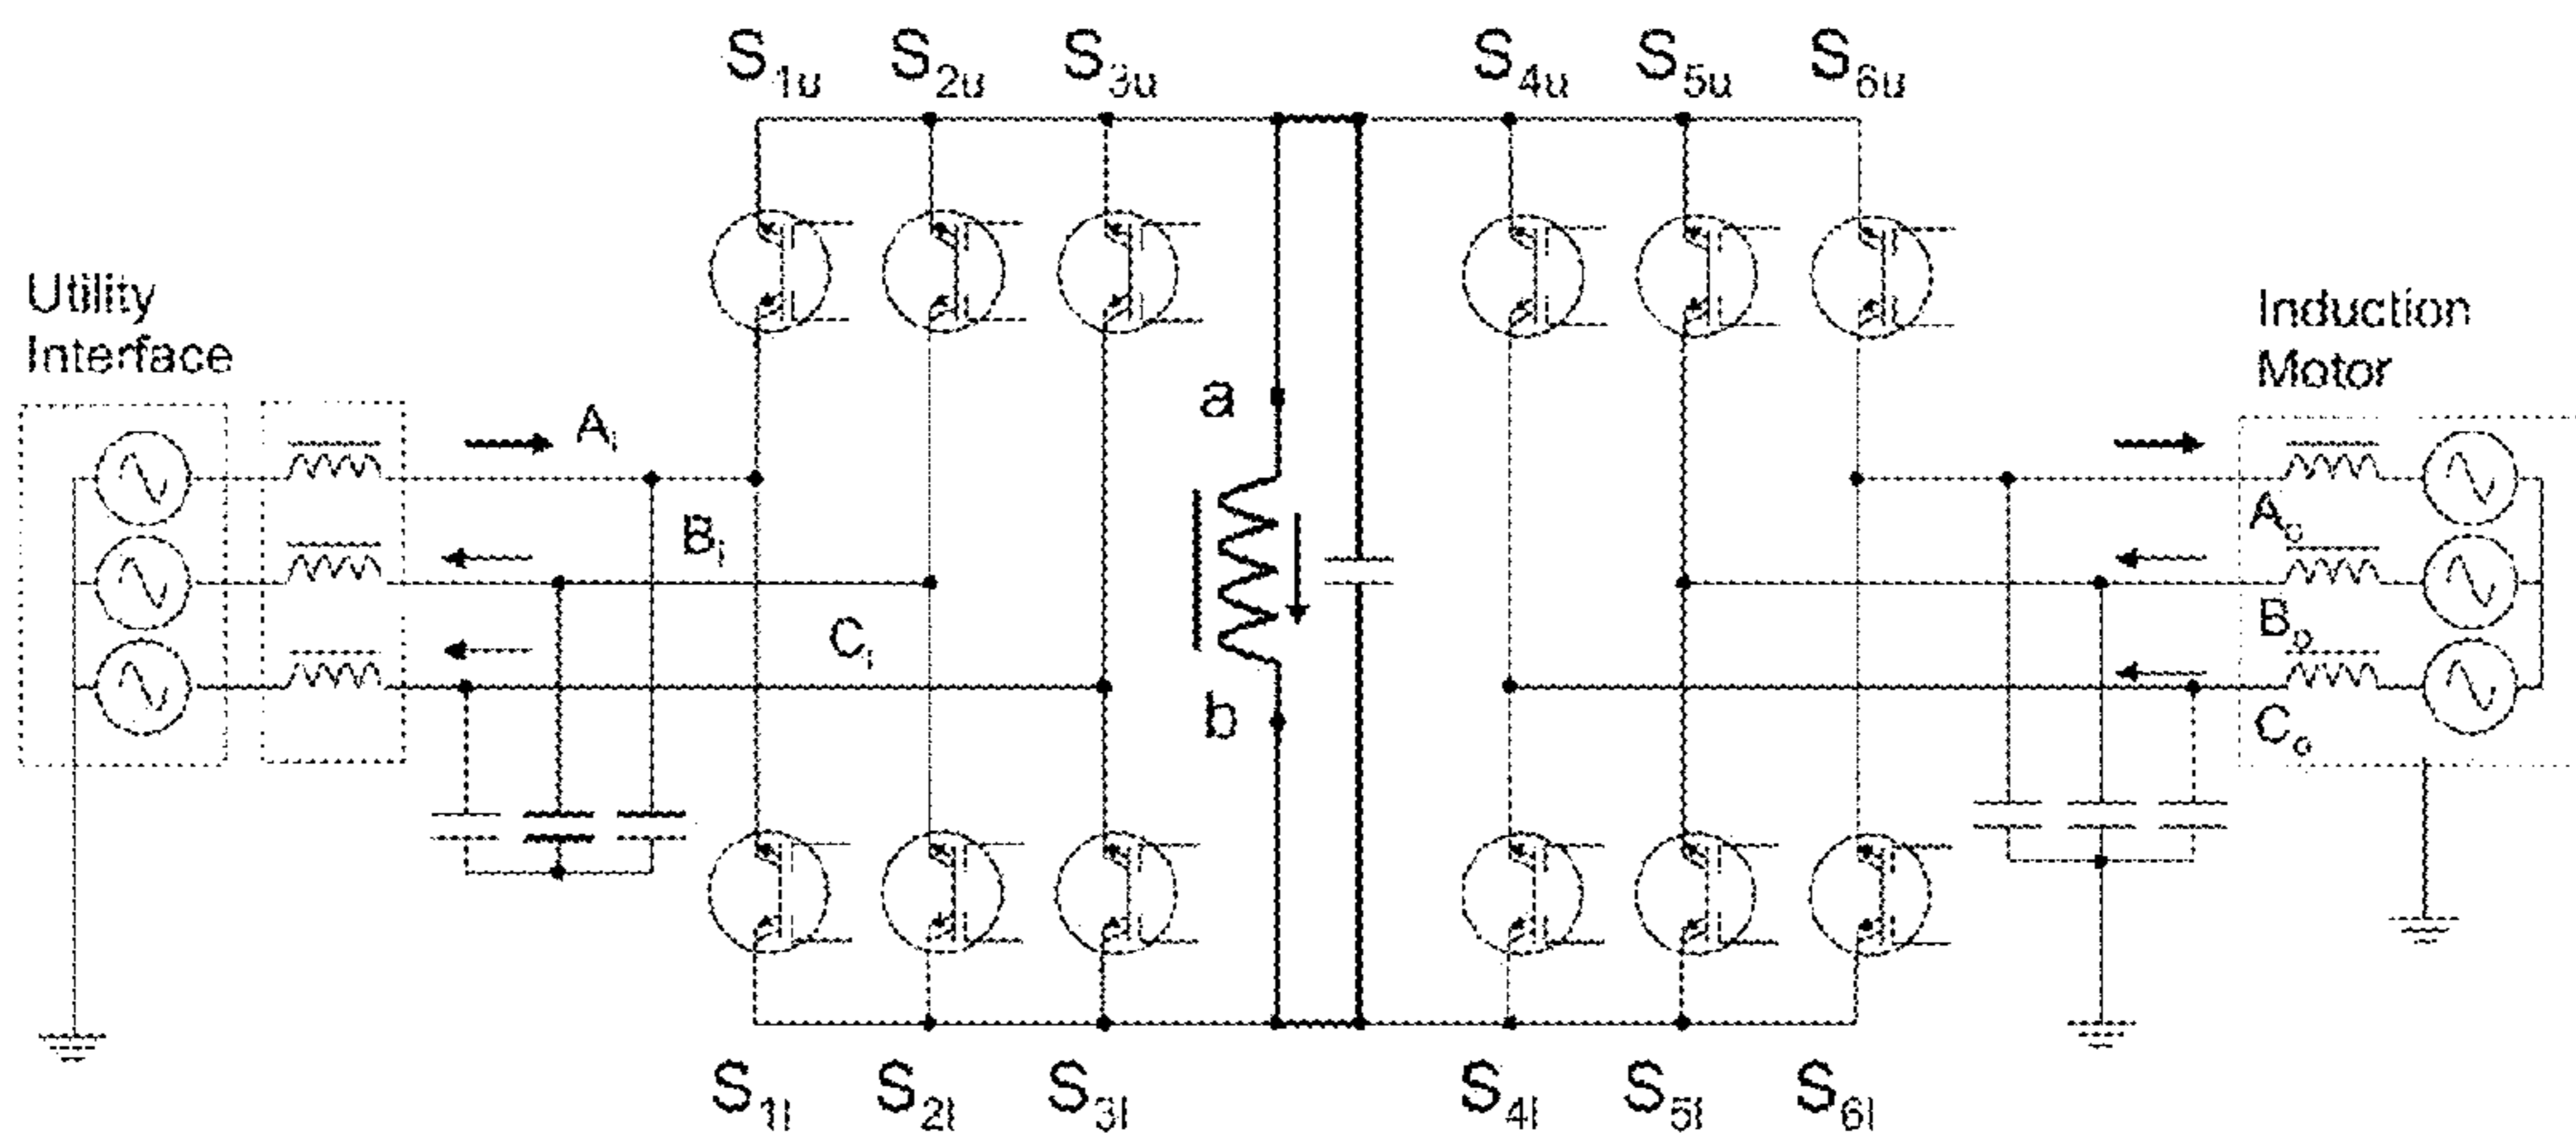 S1u S2u S3u S4u S5u S6u
Utility
Interface
Induction
Motor
Ai
a
Bi
Ao
Ci
Bo
b
Co
S1l S2l S3l S4l S5l S6l